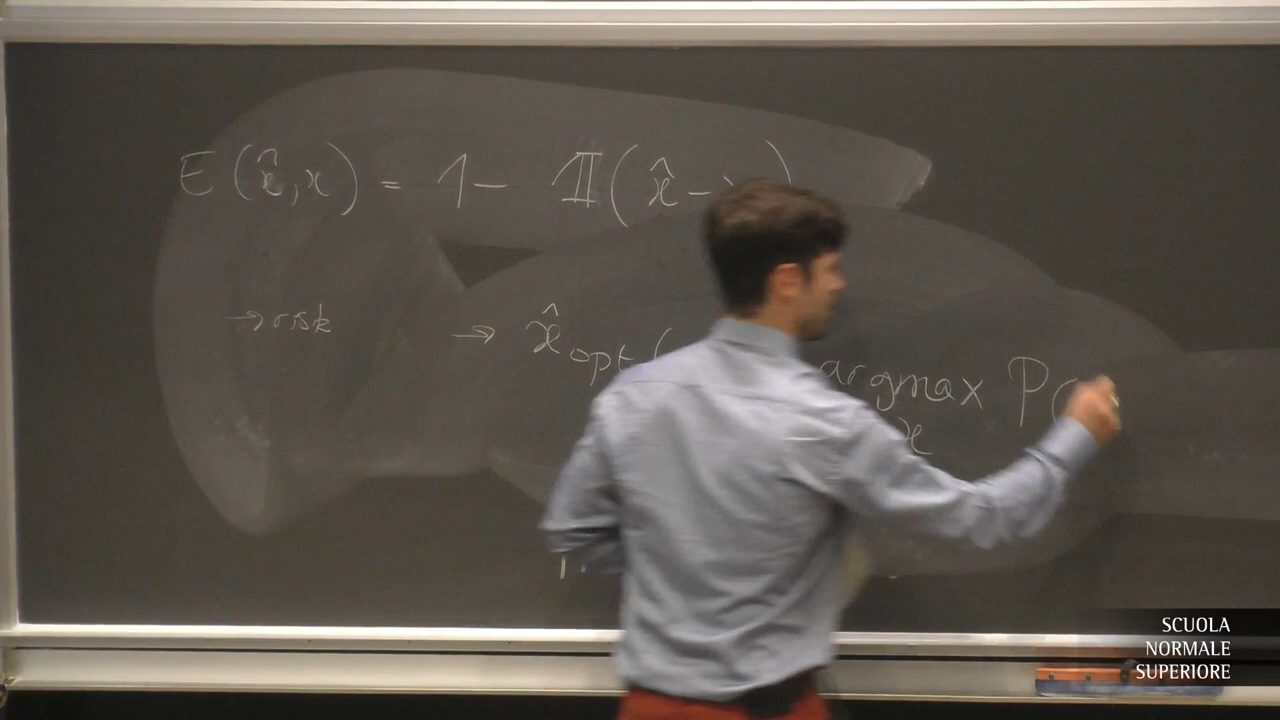 E(x̂,x) = 1 - 𝟙(x̂ - )
→ risk → x̂opt( argmax P(
x
SCUOLA
NORMALE
SUPERIORE